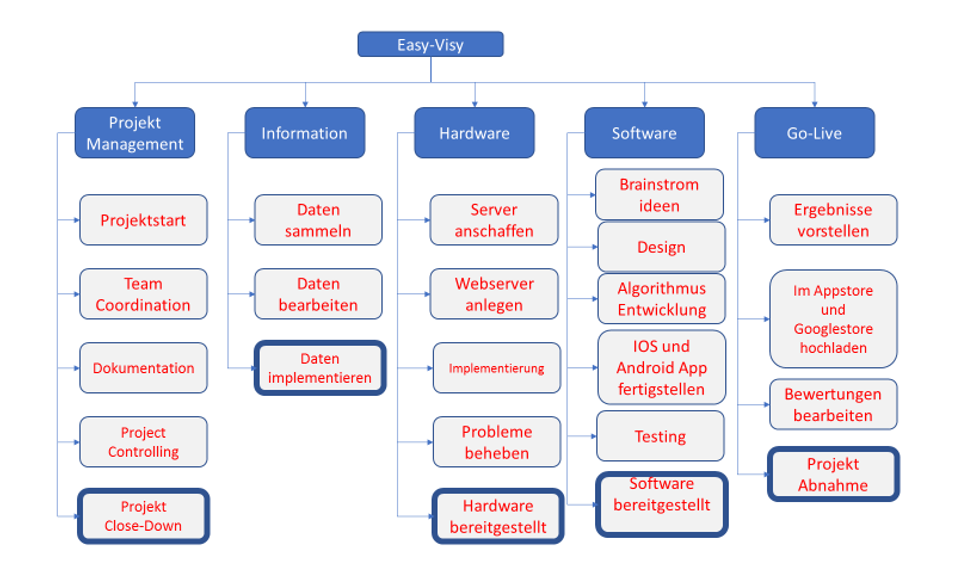 Easy-Visy
Projekt
Management
Information
Hardware
Software
Go-Live
Projektstart
Team
Coordination
Dokumentation
Project
Controlling
Projekt
Close-Down
Daten
sammeln
Daten
bearbeiten
Daten
implementieren
Server
anschaffen
Webserver
anlegen
Implementierung
Probleme
beheben
Hardware
bereitgestellt
Brainstrom
ideen
Design
Algorithmus
Entwicklung
IOS und
Android App
fertigstellen
Testing
Software
bereitgestellt
Ergebnisse
vorstellen
Im Appstore
und
Googlestore
hochladen
Bewertungen
bearbeiten
Projekt
Abnahme